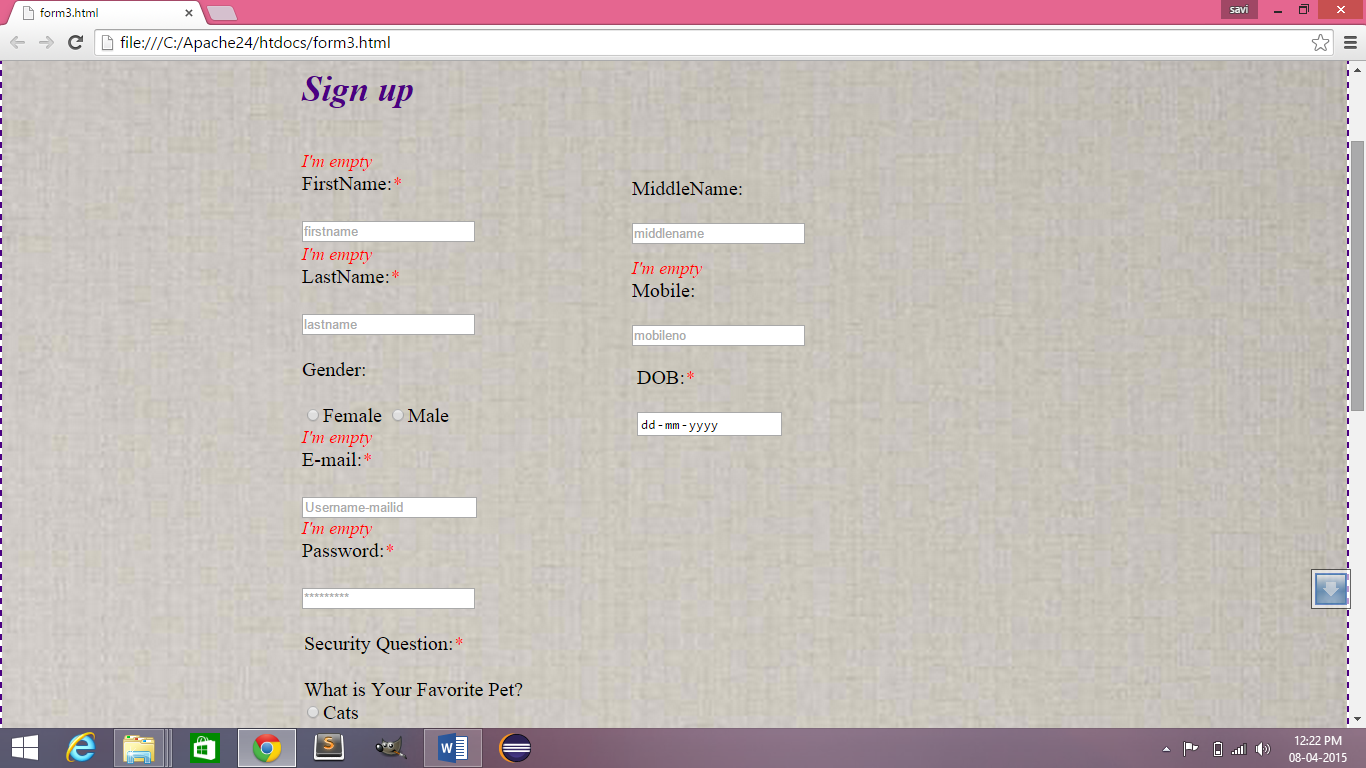 form3.html
savi
file:///C:/Apache24/htdocs/form3.html
Sign up
I'm empty
FirstName:*
MiddleName:
firstname
middlename
I'm empty
I'm empty
LastName:*
Mobile:
lastname
mobileno
Gender:
DOB:*
Female Male
dd-mm-yyyy
I'm empty
E-mail:*
Username-mailid
I'm empty
Password:*
*********
Security Question:*
What is Your Favorite Pet?
Cats
12:22 PM
08-04-2015